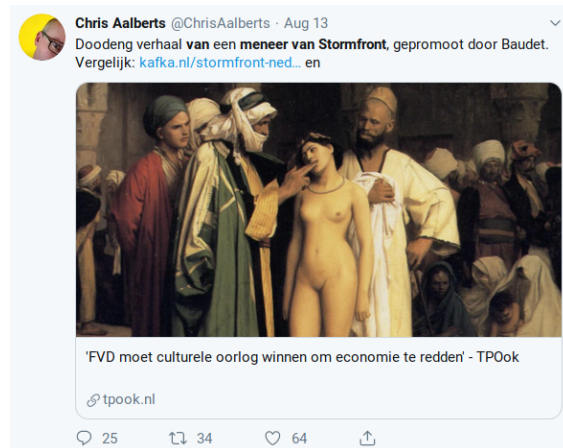 Chris Aalberts @ChrisAalberts · Aug 13
Doodeng verhaal van een meneer van Stormfront, gepromoot door Baudet.
Vergelijk: kafka.nl/stormfront-ned… en
'FVD moet culturele oorlog winnen om economie te redden' - TPOok
tpook.nl
25 34 64